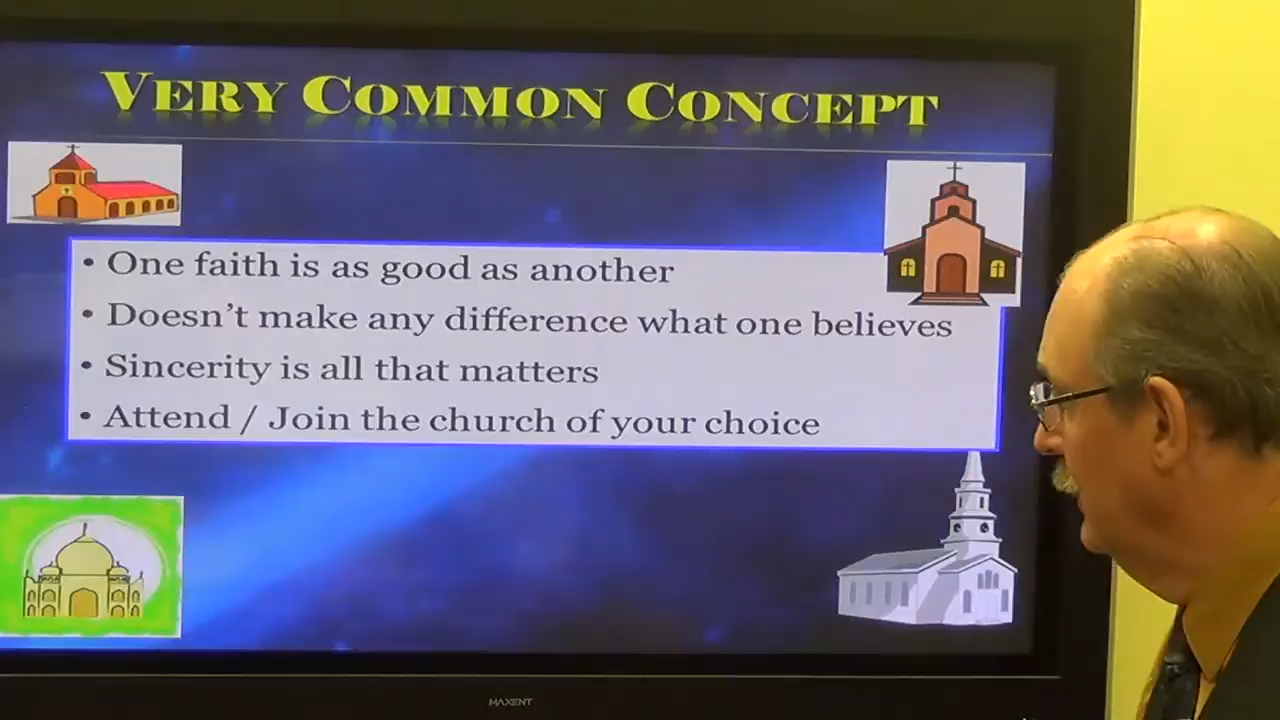 VERY COMMON CONCEPT
• One faith is as good as another
• Doesn't make any difference what one believes
• Sincerity is all that matters
• Attend / Join the church of your choice
MAXENT